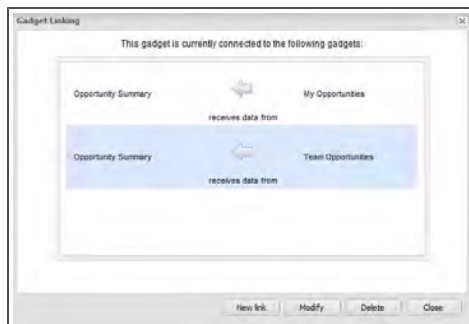 Gadget Linking
This gadget is currently connected to the following gadgets:
Opportunity Summary My Opportunities
receives data from
Opportunity Summary Team Opportunities
receives data from
New link Modify Delete Close